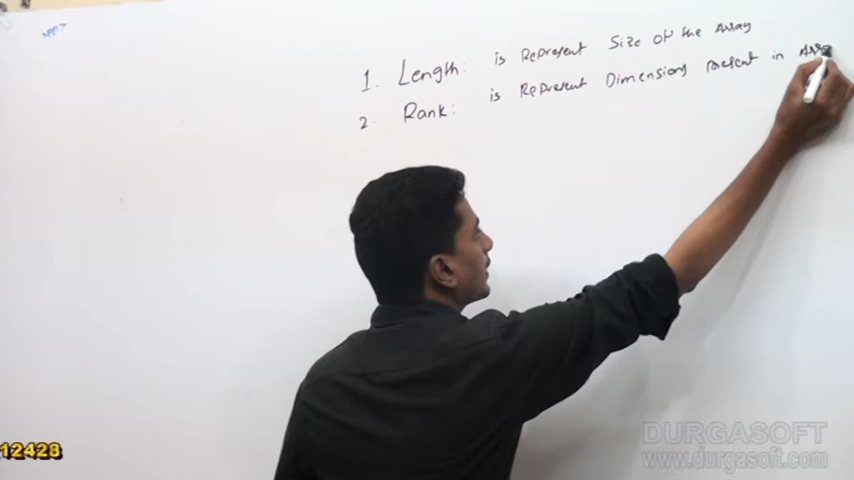 1. Length: is Represent Size of the Array
2. Rank: is Represent Dimensions Present in Array
12428
DURGASOFT
www.durgasoft.com